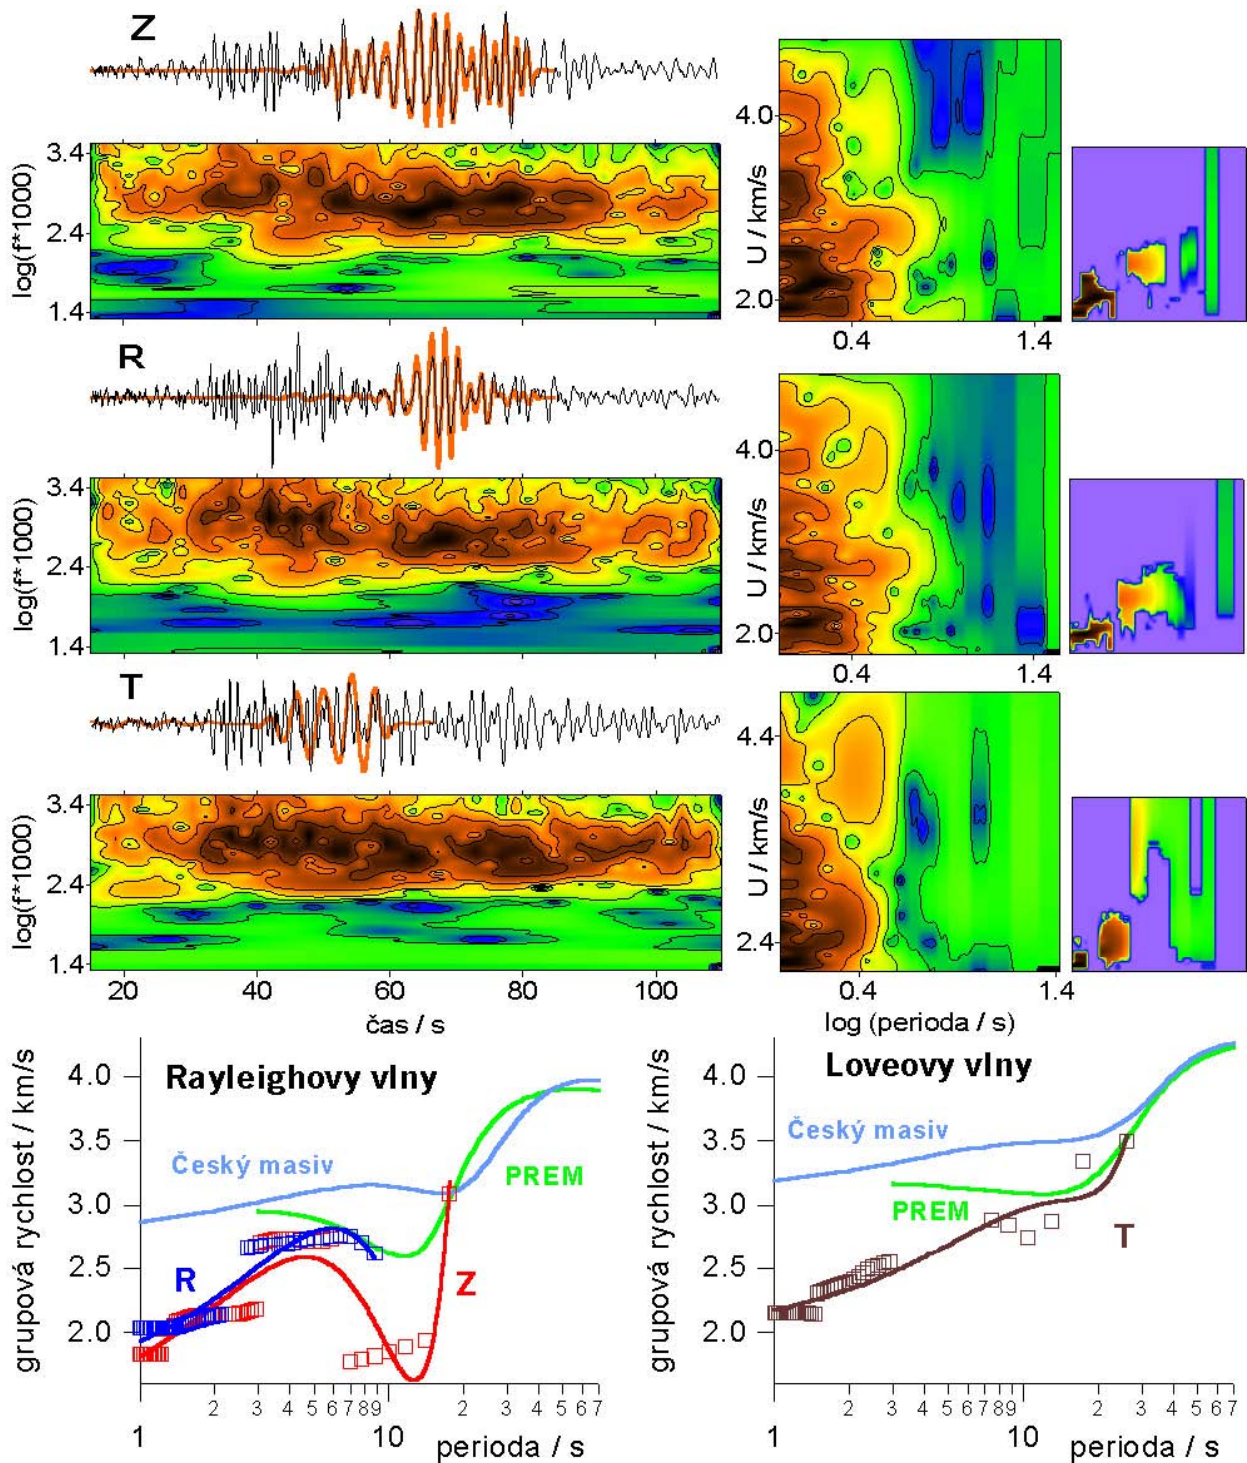 Z
3.4
2.4
1.4
log(f*1000)
4.0
2.0
U / km/s
0.4 1.4
R
3.4
2.4
1.4
log(f*1000)
20 40 60 80 100
4.0
2.0
U / km/s
0.4 1.4
T
3.4
2.4
1.4
log(f*1000)
20 40 60 80 100
čas / s
4.4
2.4
U / km/s
0.4 1.4
log (perioda / s)
Rayleighovy vlny
grupová rychlost / km/s
4.0
3.5
3.0
2.5
2.0
Český masiv
PREM
R
Z
2 3 4 5 6 7 8 9 2 3 4 5 6 7
1 10
perioda / s
Loveovy vlny
grupová rychlost / km/s
4.0
3.5
3.0
2.5
2.0
Český masiv
PREM
T
2 3 4 5 6 7 8 9 2 3 4 5 6 7
1 10
perioda / s